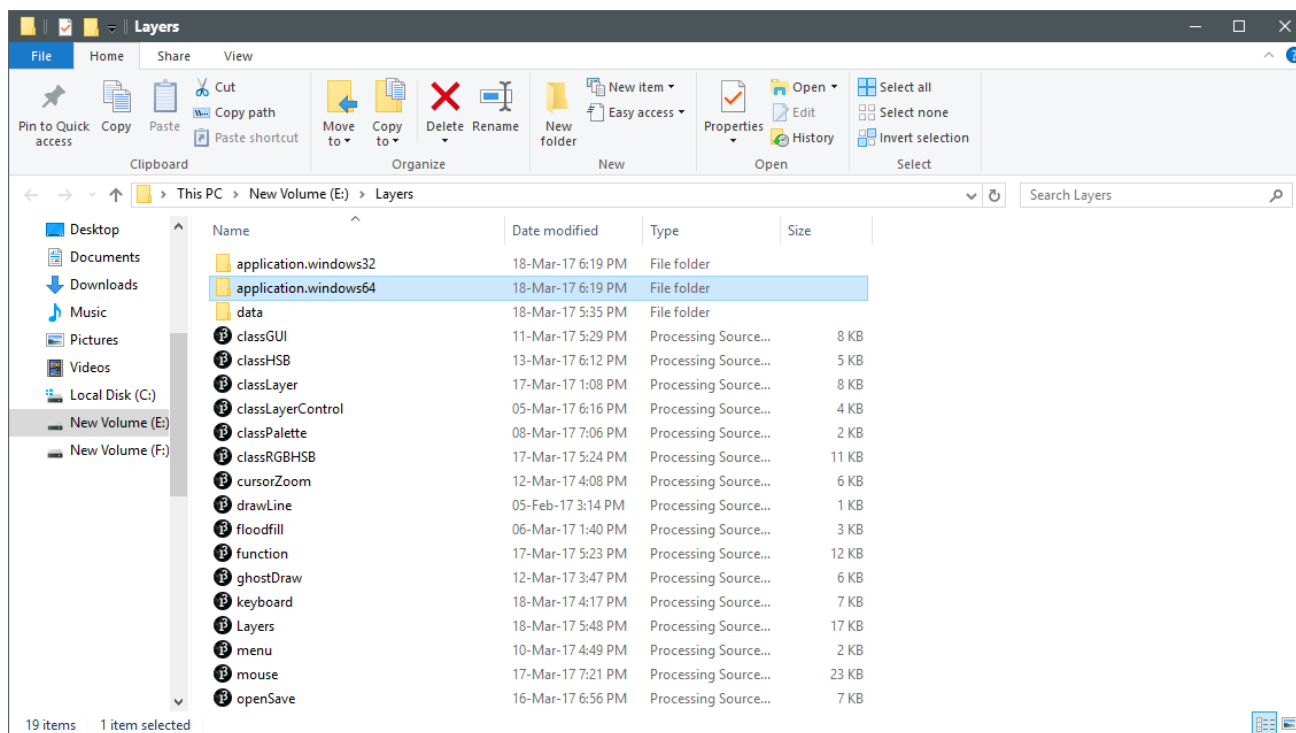 Layers
File Home Share View
Pin to Quick access
Copy
Paste
Cut
Copy path
Paste shortcut
Clipboard
Move to
Copy to
Delete
Rename
Organize
New folder
New item
Easy access
New
Properties
Open
Edit
History
Open
Select all
Select none
Invert selection
Select
This PC > New Volume (E:) > Layers
Search Layers
Desktop
Documents
Downloads
Music
Pictures
Videos
Local Disk (C:)
New Volume (E:)
New Volume (F:)
Name Date modified Type Size
application.windows32 18-Mar-17 6:19 PM File folder
application.windows64 18-Mar-17 6:19 PM File folder
data 18-Mar-17 5:35 PM File folder
classGUI 11-Mar-17 5:29 PM Processing Source... 8 KB
classHSB 13-Mar-17 6:12 PM Processing Source... 5 KB
classLayer 17-Mar-17 1:08 PM Processing Source... 8 KB
classLayerControl 05-Mar-17 6:16 PM Processing Source... 4 KB
classPalette 08-Mar-17 7:06 PM Processing Source... 2 KB
classRGBHSB 17-Mar-17 5:24 PM Processing Source... 11 KB
cursorZoom 12-Mar-17 4:08 PM Processing Source... 6 KB
drawLine 05-Feb-17 3:14 PM Processing Source... 1 KB
floodfill 06-Mar-17 1:40 PM Processing Source... 3 KB
function 17-Mar-17 5:23 PM Processing Source... 12 KB
ghostDraw 12-Mar-17 3:47 PM Processing Source... 6 KB
keyboard 18-Mar-17 4:17 PM Processing Source... 7 KB
Layers 18-Mar-17 5:48 PM Processing Source... 17 KB
menu 10-Mar-17 4:49 PM Processing Source... 2 KB
mouse 17-Mar-17 7:21 PM Processing Source... 23 KB
openSave 16-Mar-17 6:56 PM Processing Source... 7 KB
19 items 1 item selected